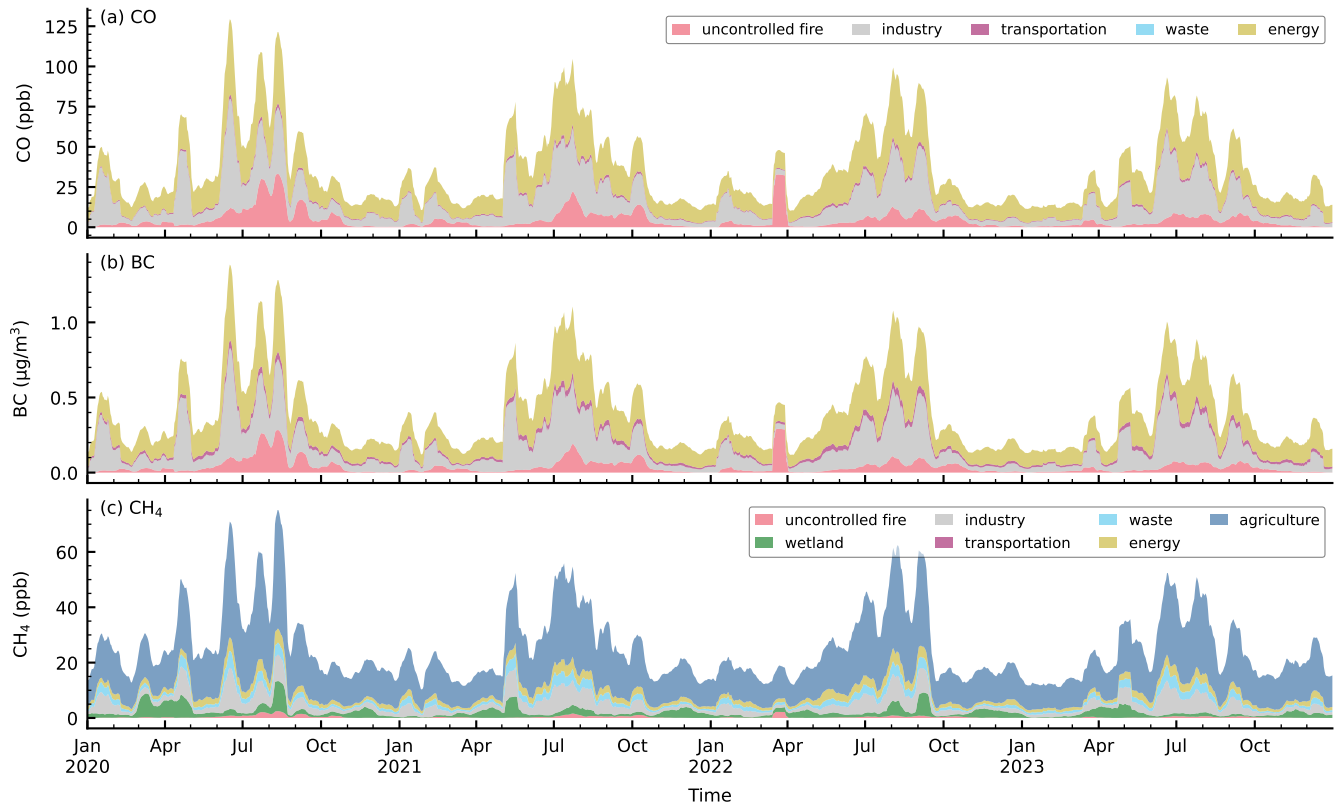 (a) CO
uncontrolled fire industry transportation waste energy
125
100
75
50
25
0
CO (ppb)
(b) BC
1.0
0.5
0.0
BC (μg/m³)
(c) CH₄
uncontrolled fire industry waste agriculture
wetland transportation energy
60
40
20
0
CH₄ (ppb)
Jan Apr Jul Oct Jan Apr Jul Oct Jan Apr Jul Oct Jan Apr Jul Oct
2020 2021 2022 2023
Time